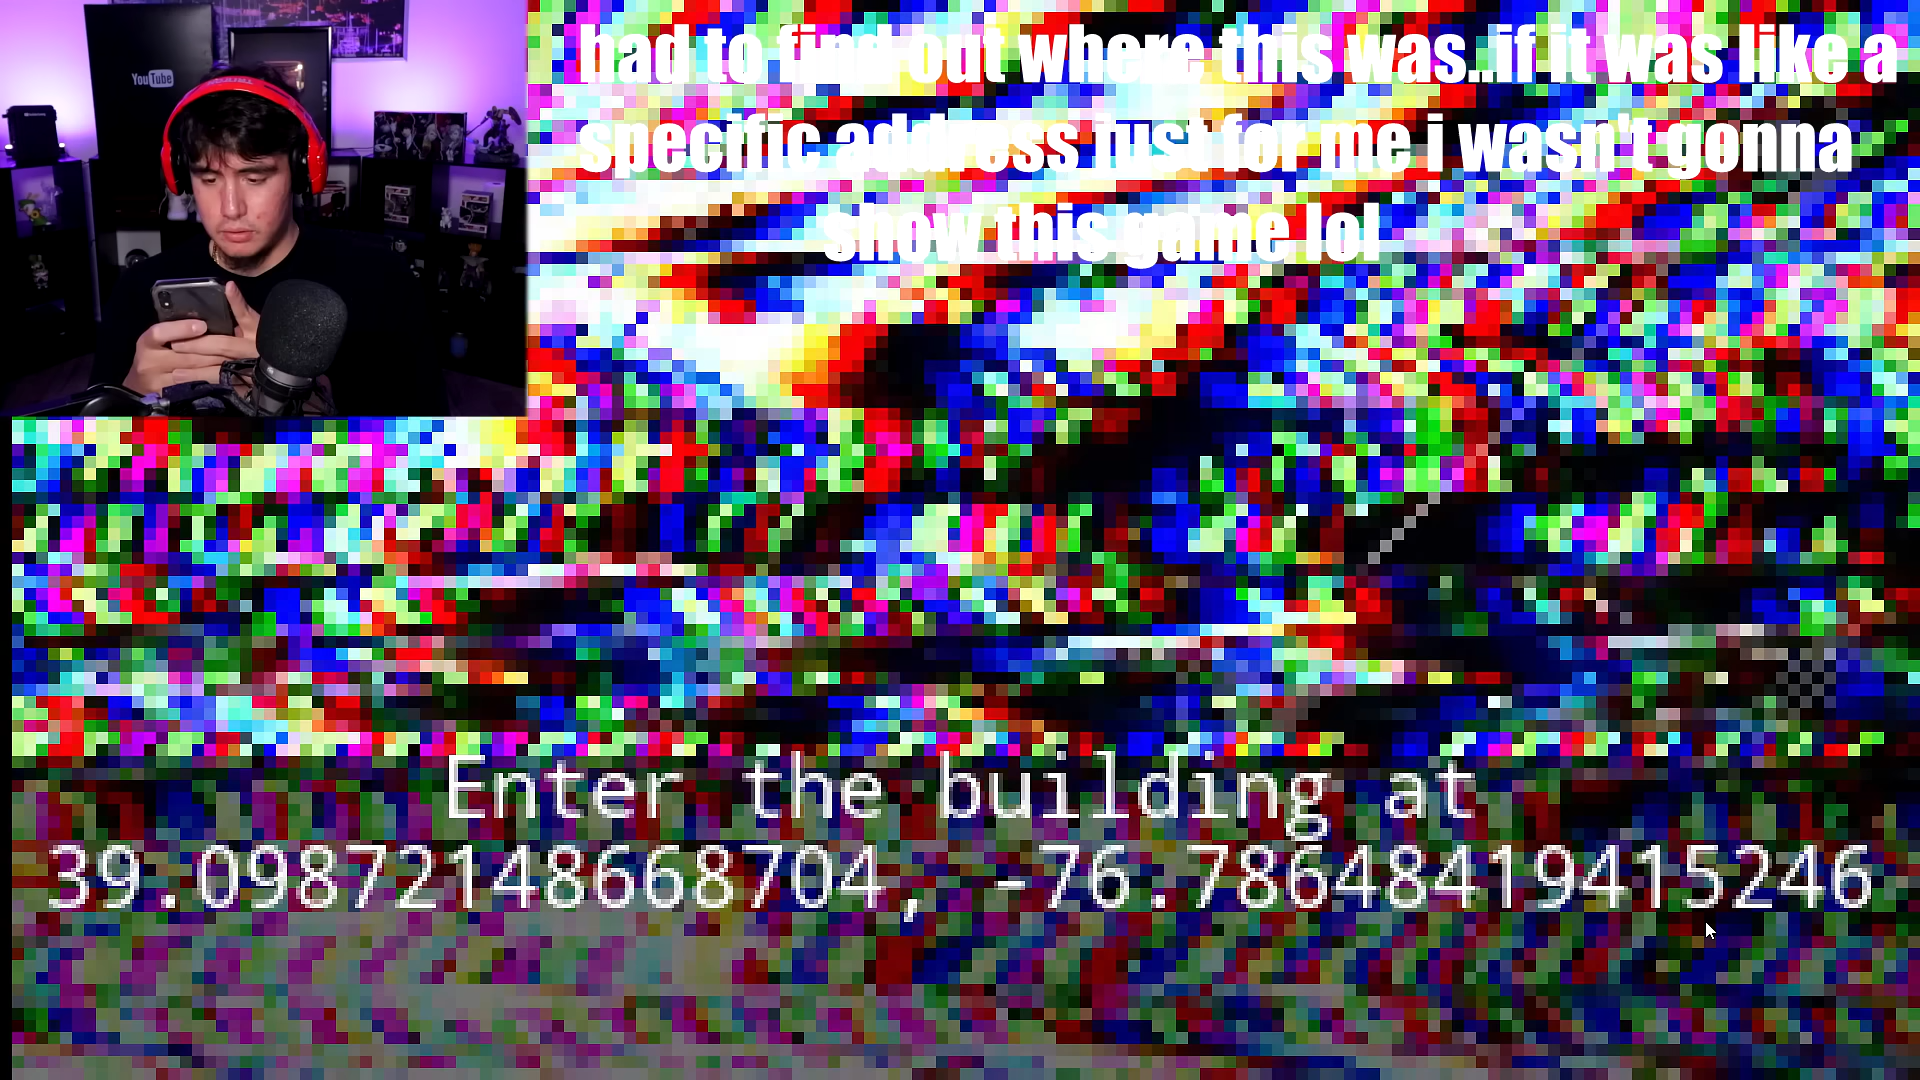 YouTube
had to find out where this was..if it was like a
specific address just for me i wasn't gonna
show this game lol
Enter the building at
39.09872148668704, -76.78648419415246